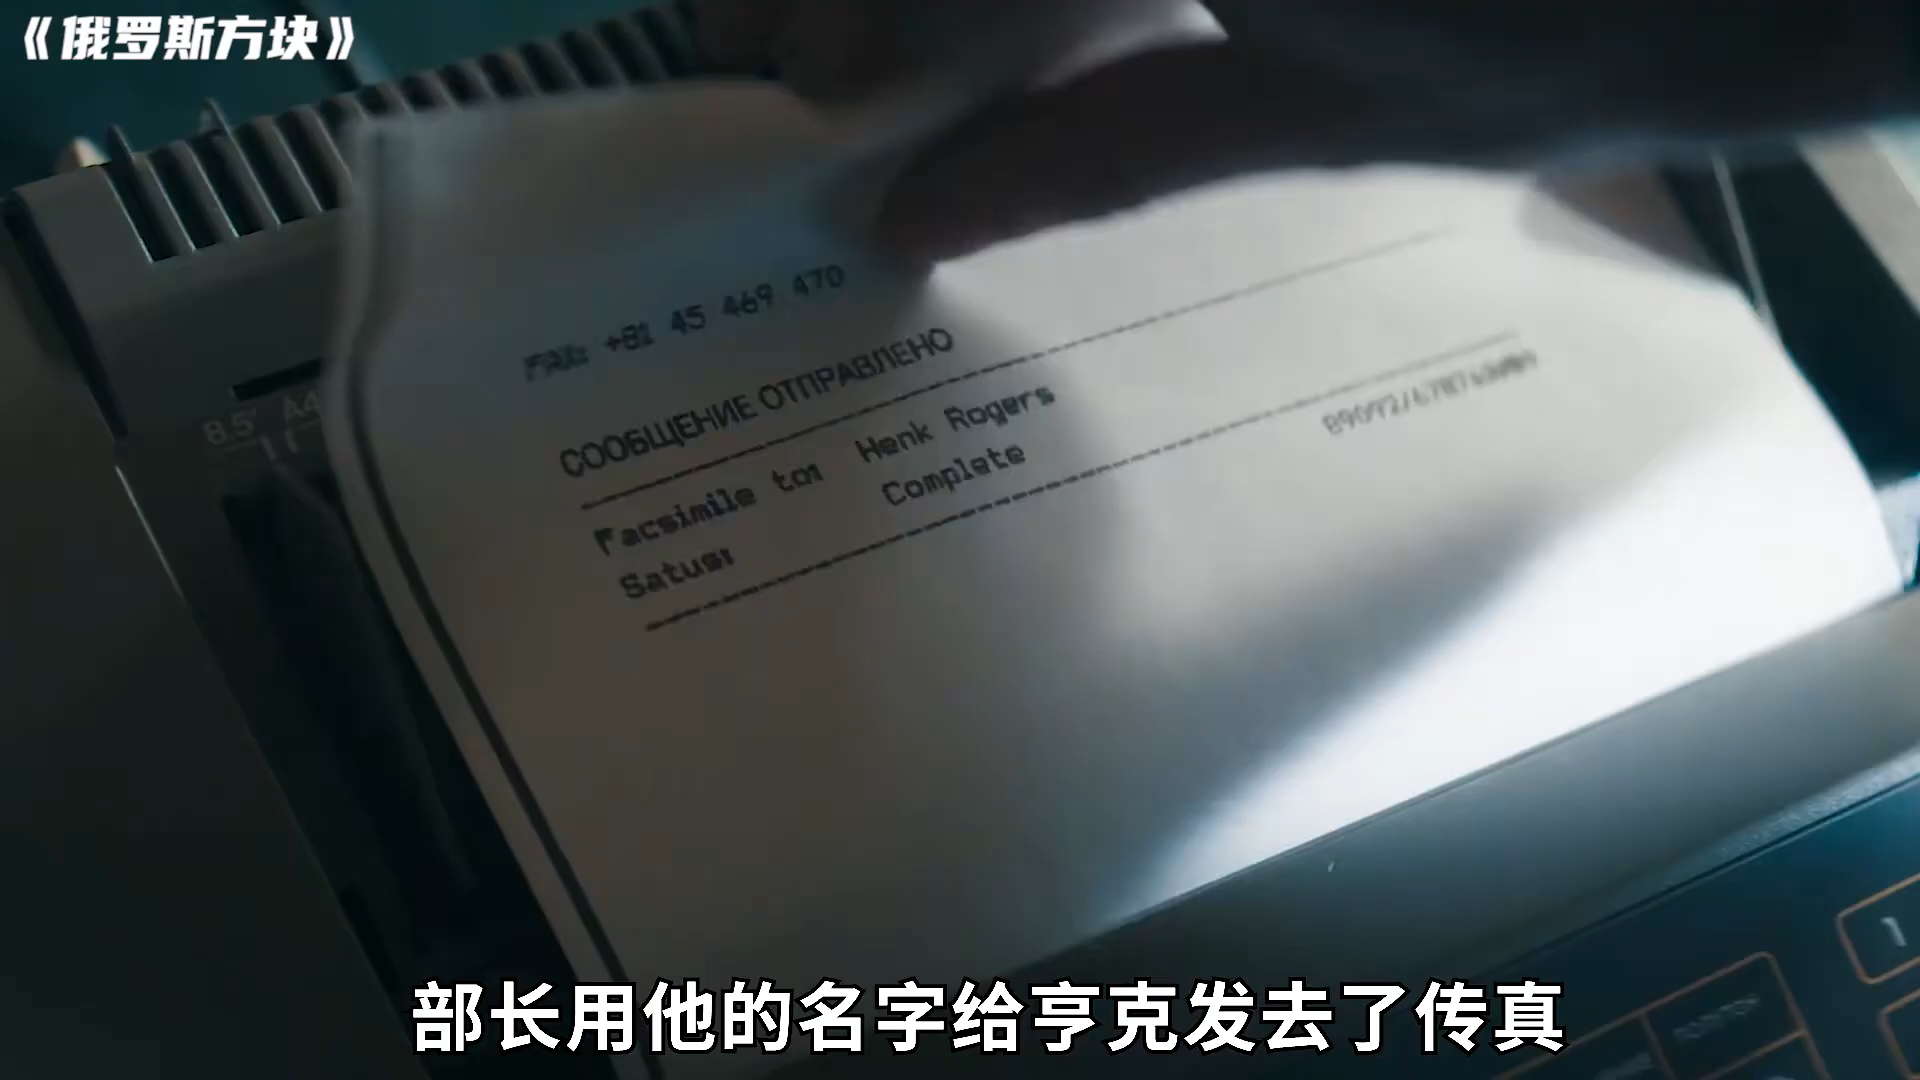 《俄罗斯方块》
FAX: +81 45 469 470
СООБЩЕНИЕ ОТПРАВЛЕНО
Facsimile to: Henk Rogers
Satus: Complete
8.5" A4
1
部长用他的名字给亨克发去了传真